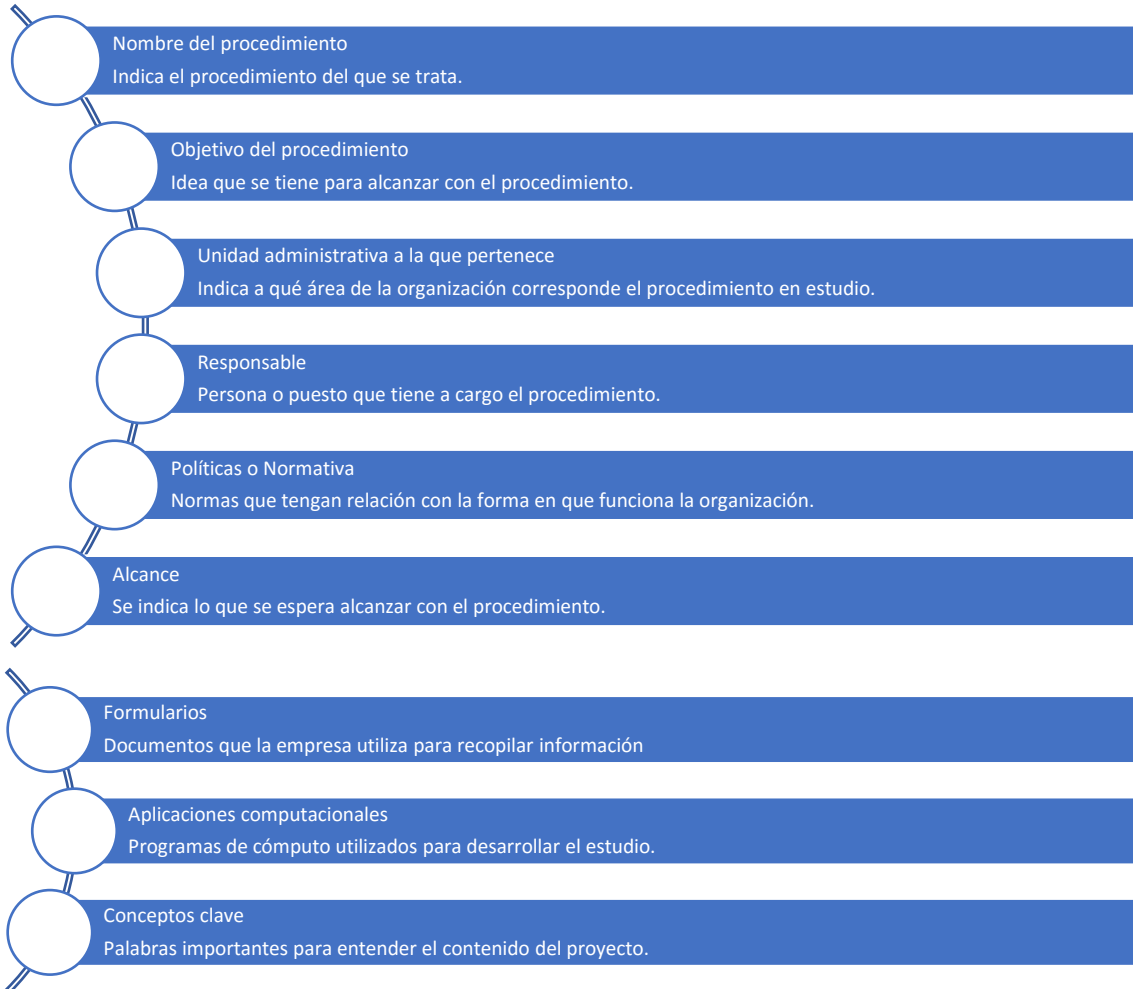 Nombre del procedimiento
Indica el procedimiento del que se trata.
Objetivo del procedimiento
Idea que se tiene para alcanzar con el procedimiento.
Unidad administrativa a la que pertenece
Indica a qué área de la organización corresponde el procedimiento en estudio.
Responsable
Persona o puesto que tiene a cargo el procedimiento.
Políticas o Normativa
Normas que tengan relación con la forma en que funciona la organización.
Alcance
Se indica lo que se espera alcanzar con el procedimiento.
Formularios
Documentos que la empresa utiliza para recopilar información
Aplicaciones computacionales
Programas de cómputo utilizados para desarrollar el estudio.
Conceptos clave
Palabras importantes para entender el contenido del proyecto.